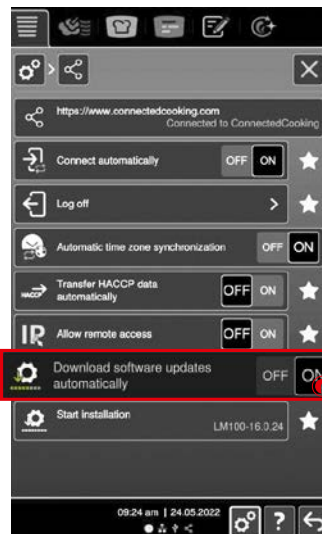 https://www.connectedcooking.com
Connected to ConnectedCooking
Connect automatically OFF ON
Log off
Automatic time zone synchronization OFF ON
HACCP Transfer HACCP data
automatically OFF ON
IR Allow remote access OFF ON
Download software updates
automatically OFF ON
Start installation
LM100-16.0.24
09:24 am | 24.05.2022
?